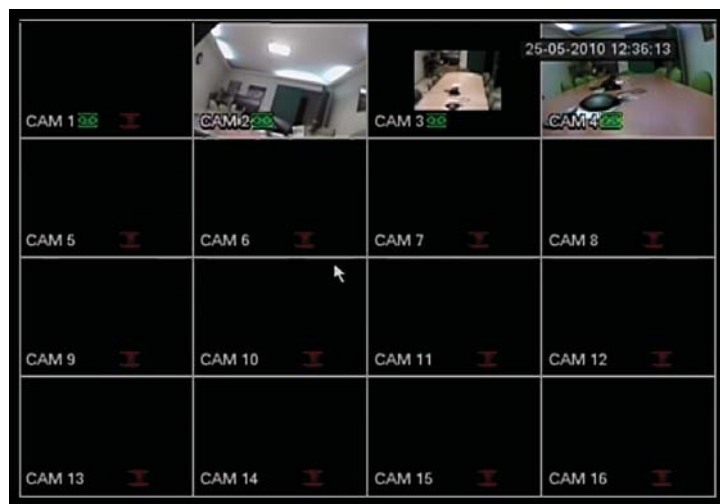 25-05-2010 12:36:13
CAM 1 CAM 2 CAM 3 CAM 4
CAM 5 CAM 6 CAM 7 CAM 8
CAM 9 CAM 10 CAM 11 CAM 12
CAM 13 CAM 14 CAM 15 CAM 16